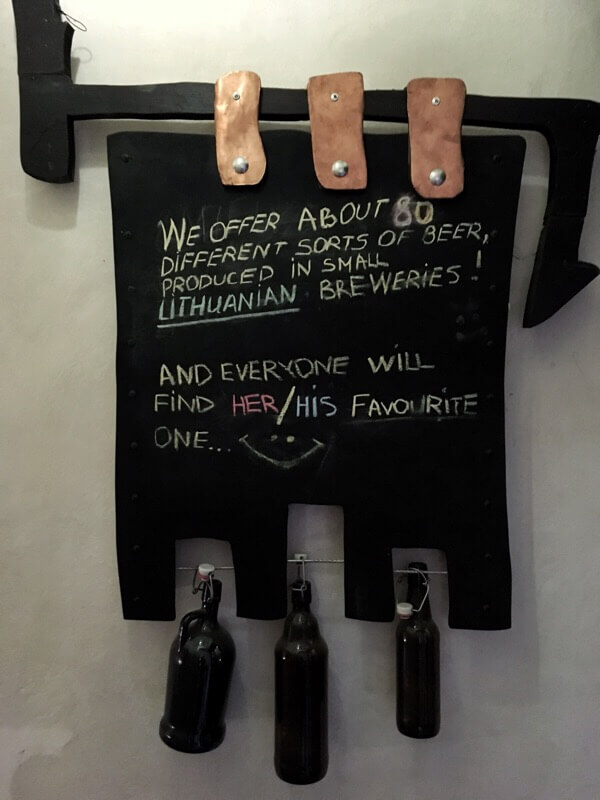 WE OFFER ABOUT 80
DIFFERENT SORTS OF BEER,
PRODUCED IN SMALL
LITHUANIAN BREWERIES!
AND EVERYONE WILL
FIND HER/HIS FAVOURITE
ONE...